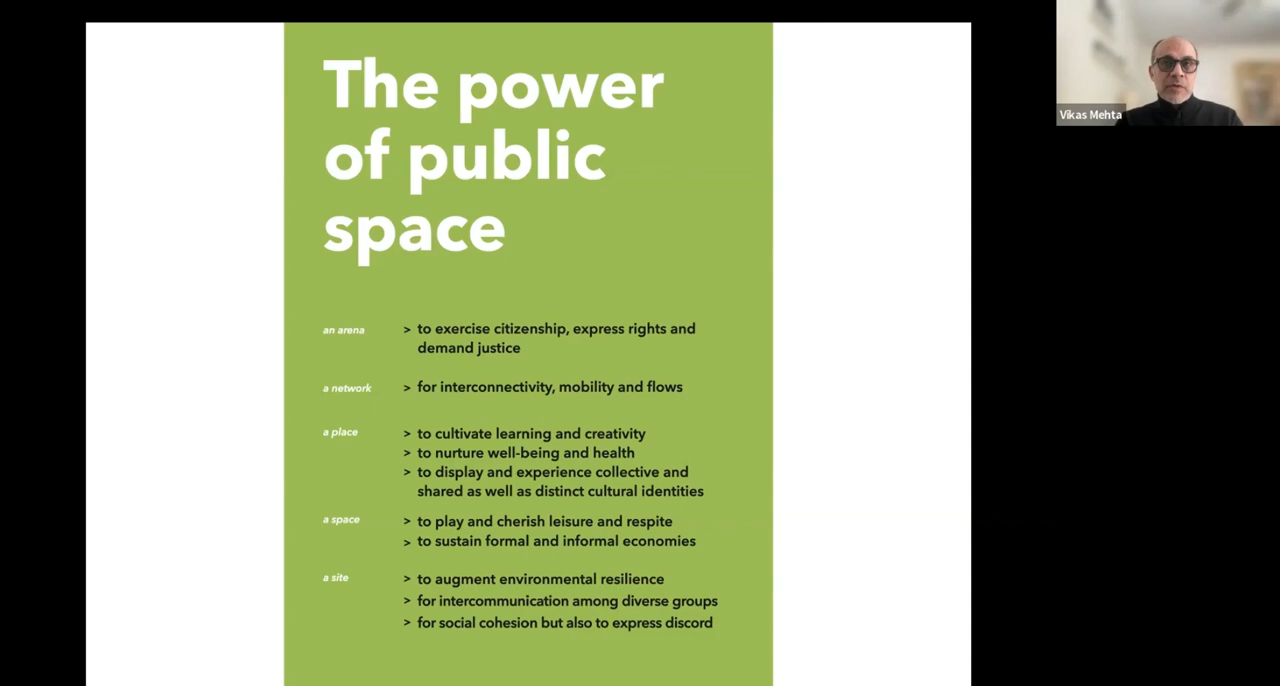 The power
of public
space
an arena > to exercise citizenship, express rights and
demand justice
a network > for interconnectivity, mobility and flows
a place > to cultivate learning and creativity
> to nurture well-being and health
> to display and experience collective and
shared as well as distinct cultural identities
a space > to play and cherish leisure and respite
> to sustain formal and informal economies
a site > to augment environmental resilience
> for intercommunication among diverse groups
> for social cohesion but also to express discord
Vikas Mehta